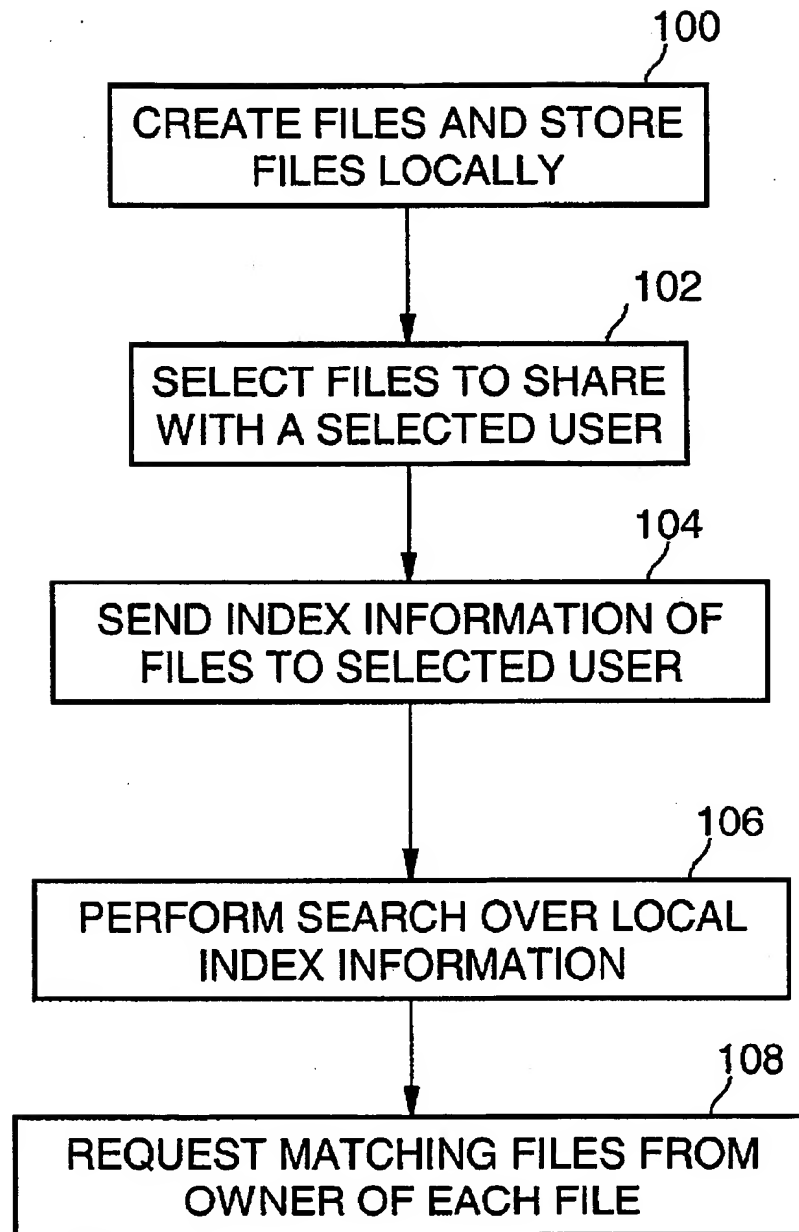 100
CREATE FILES AND STORE
FILES LOCALLY
102
SELECT FILES TO SHARE
WITH A SELECTED USER
104
SEND INDEX INFORMATION OF
FILES TO SELECTED USER
106
PERFORM SEARCH OVER LOCAL
INDEX INFORMATION
108
REQUEST MATCHING FILES FROM
OWNER OF EACH FILE